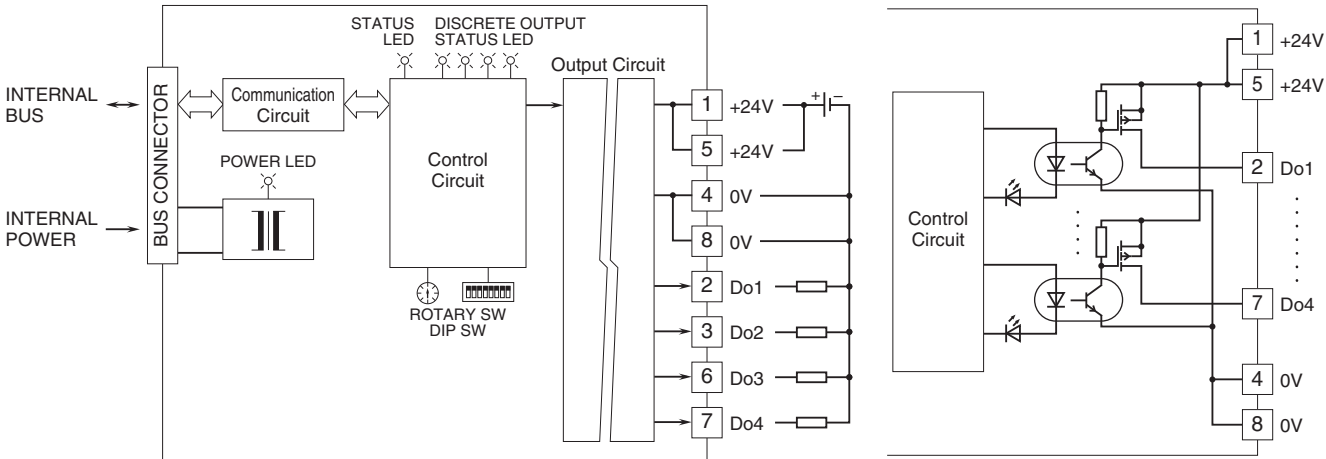 STATUS
LED
DISCRETE OUTPUT
STATUS LED
Output Circuit
INTERNAL
BUS
BUS CONNECTOR
Communication
Circuit
Control
Circuit
POWER LED
INTERNAL
POWER
ROTARY SW
DIP SW
1 +24V
+ −
5 +24V
4 0V
8 0V
2 Do1
3 Do2
6 Do3
7 Do4
Control
Circuit
1 +24V
5 +24V
2 Do1
7 Do4
4 0V
8 0V